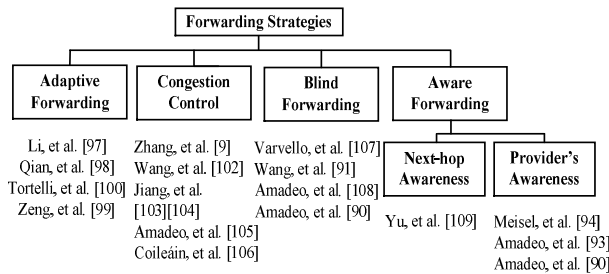 Forwarding Strategies
Adaptive
Forwarding
Congestion
Control
Blind
Forwarding
Aware
Forwarding
Li, et al. [97]
Qian, et al. [98]
Tortelli, et al. [100]
Zeng, et al. [99]
Zhang, et al. [9]
Wang, et al. [102]
Jiang, et al.
[103][104]
Amadeo, et al. [105]
Coileáin, et al. [106]
Varvello, et al. [107]
Wang, et al. [91]
Amadeo, et al. [108]
Amadeo, et al. [90]
Next-hop
Awareness
Provider's
Awareness
Yu, et al. [109]
Meisel, et al. [94]
Amadeo, et al. [93]
Amadeo, et al. [90]